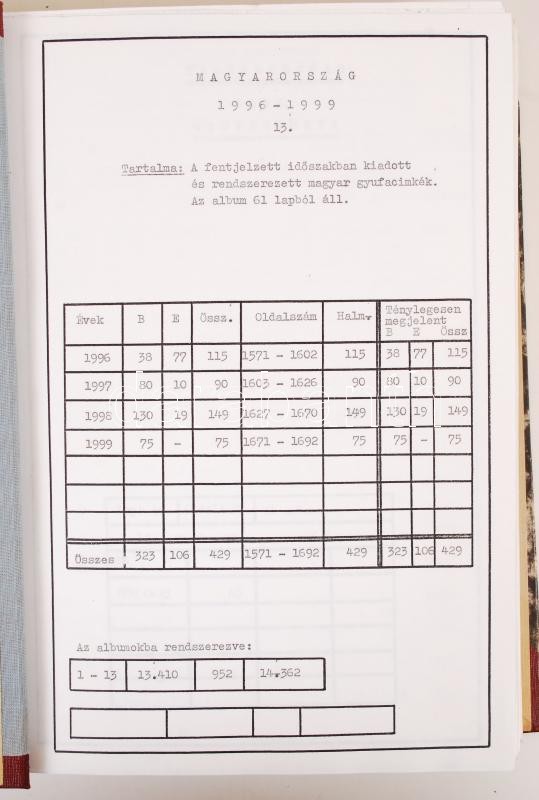 MAGYARORSZÁG
1996-1999
13.
Tartalma: A fentjelzett időszakban kiadott
és rendszerezett magyar gyufacimkék.
Az album 61 lapból áll.
Évek B E Össz. Oldalszám Halm. Ténylegesen megjelent B E Össz
1996 38 77 115 1571 - 1602 115 38 77 115
1997 80 10 90 1603 - 1626 90 80 10 90
1998 130 19 149 1627 - 1670 149 130 19 149
1999 75 - 75 1671 - 1692 75 75 - 75
Összes 323 106 429 1571 - 1692 429 323 106 429
Az albumokba rendszerezve:
1 - 13 13.410 952 14.362